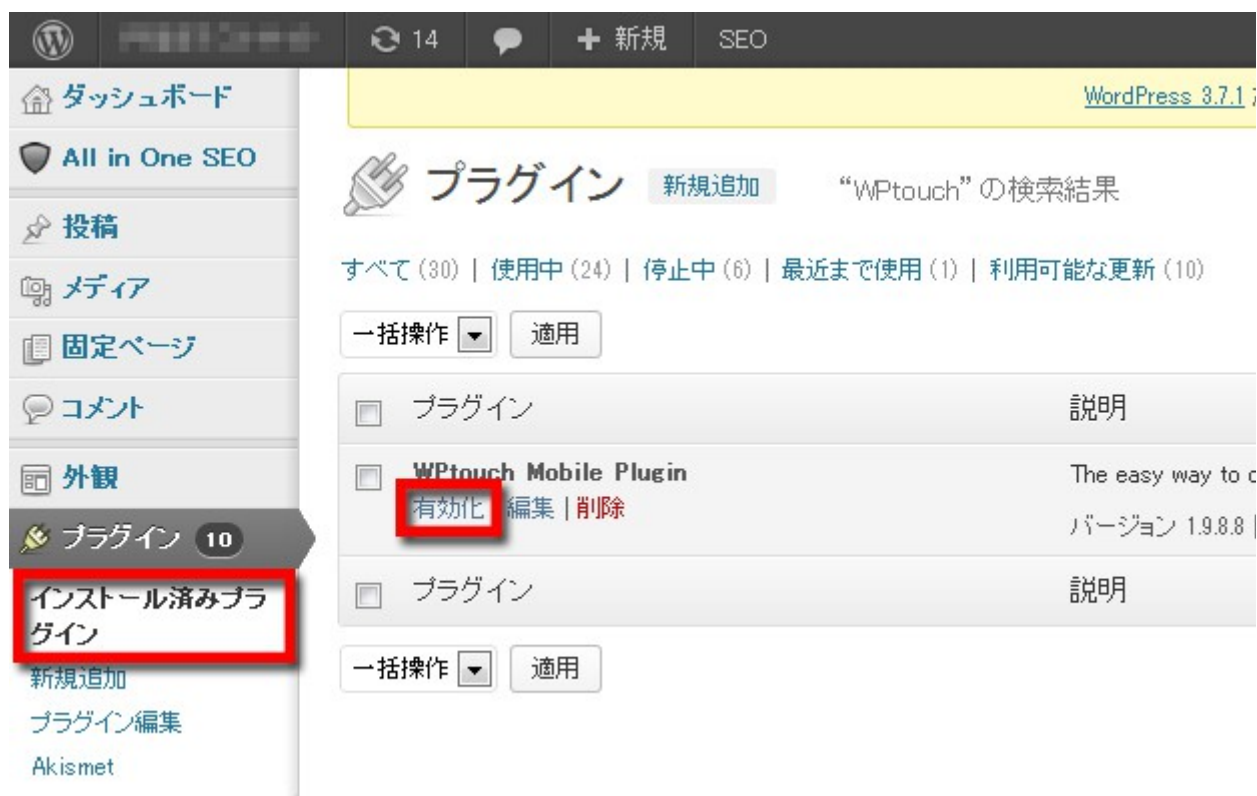 14 新規 SEO
ダッシュボード
All in One SEO
投稿
メディア
固定ページ
コメント
外観
プラグイン 10
インストール済みプラ
グイン
新規追加
プラグイン編集
Akismet
WordPress 3.7.1
プラグイン 新規追加 “WPtouch” の検索結果
すべて (30) | 使用中 (24) | 停止中 (6) | 最近まで使用 (1) | 利用可能な更新 (10)
一括操作 適用
プラグイン 説明
WPtouch Mobile Plugin The easy way to
有効化 編集 | 削除
バージョン 1.9.8.8 |
プラグイン 説明
一括操作 適用